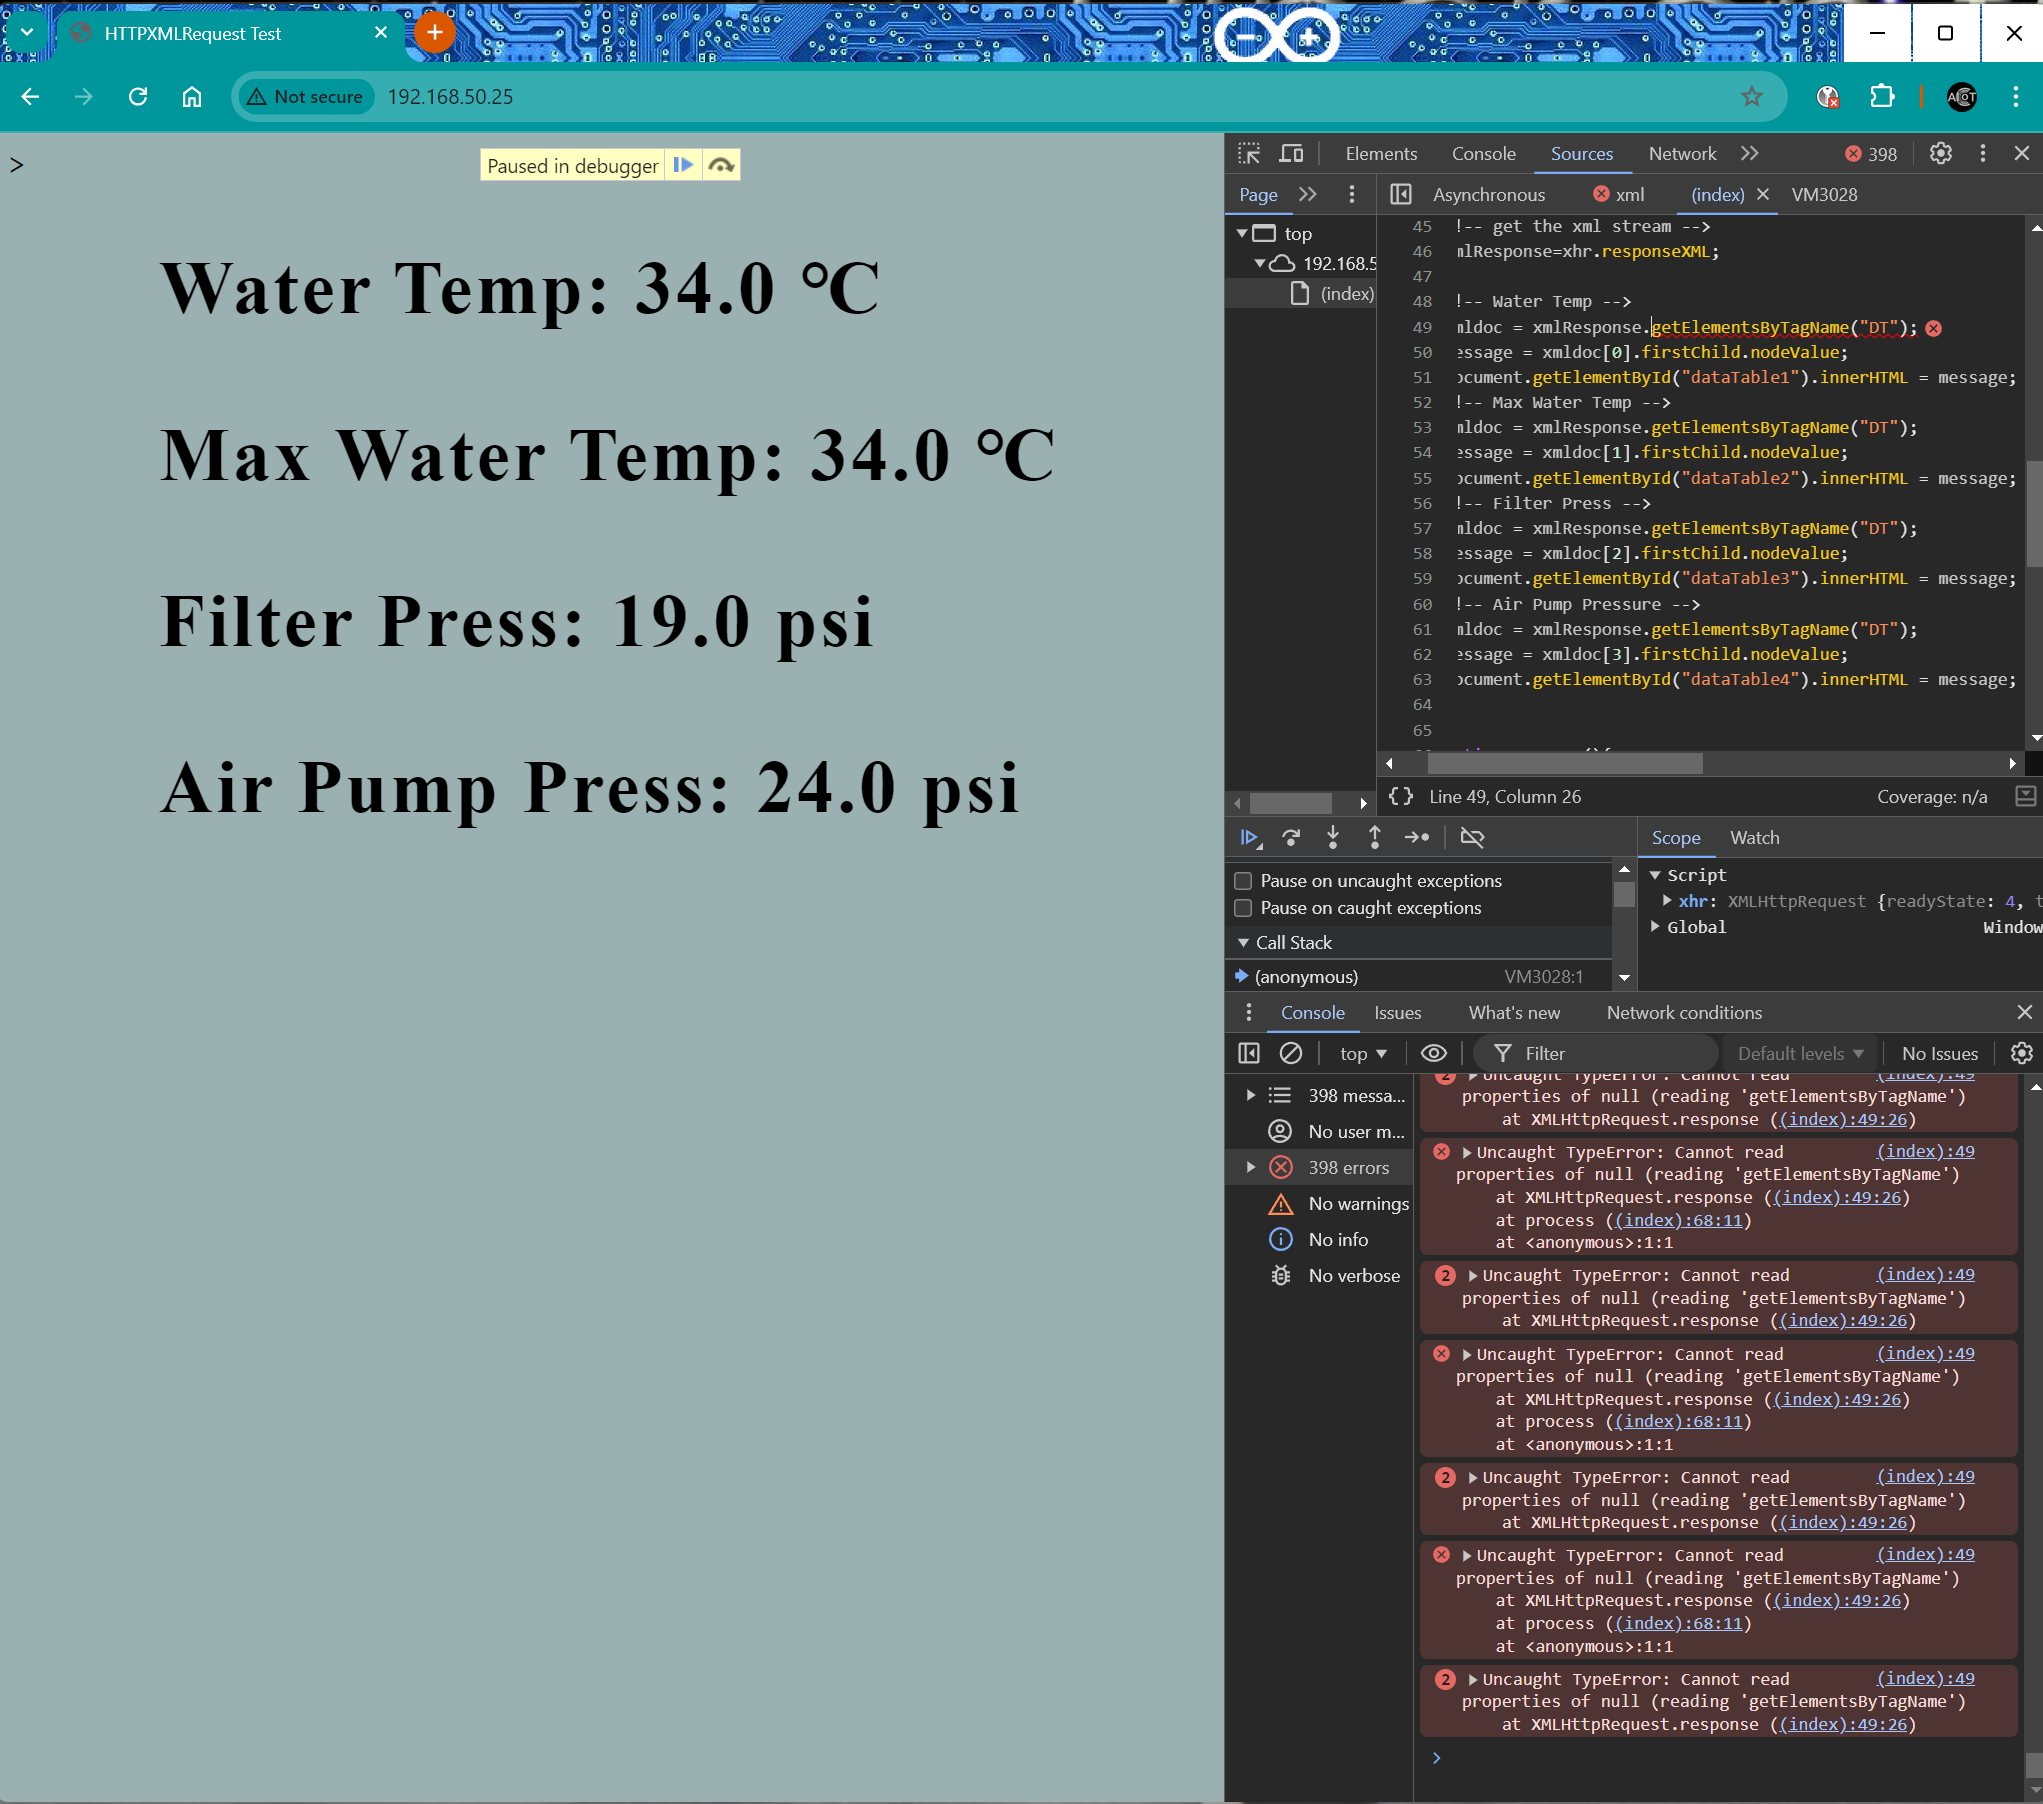 HTTPXMLRequest Test
Not secure
192.168.50.25
AIOT
>
Paused in debugger
Water Temp: 34.0 °C
Max Water Temp: 34.0 °C
Filter Press: 19.0 psi
Air Pump Press: 24.0 psi
Elements Console Sources Network 398
Page
top
192.168.5
(index)
Asynchronous xml (index) VM3028
45 !-- get the xml stream -->
46 mlResponse=xhr.responseXML;
47
48 !-- Water Temp -->
49 mldoc = xmlResponse.getElementsByTagName("DT");
50 essage = xmldoc[0].firstChild.nodeValue;
51 ocument.getElementById("dataTable1").innerHTML = message;
52 !-- Max Water Temp -->
53 mldoc = xmlResponse.getElementsByTagName("DT");
54 essage = xmldoc[1].firstChild.nodeValue;
55 ocument.getElementById("dataTable2").innerHTML = message;
56 !-- Filter Press -->
57 mldoc = xmlResponse.getElementsByTagName("DT");
58 essage = xmldoc[2].firstChild.nodeValue;
59 ocument.getElementById("dataTable3").innerHTML = message;
60 !-- Air Pump Pressure -->
61 mldoc = xmlResponse.getElementsByTagName("DT");
62 essage = xmldoc[3].firstChild.nodeValue;
63 ocument.getElementById("dataTable4").innerHTML = message;
64
65
{} Line 49, Column 26 Coverage: n/a
Pause on uncaught exceptions
Pause on caught exceptions
Call Stack
(anonymous) VM3028:1
Scope Watch
Script
xhr: XMLHttpRequest {readyState: 4, t
Global Window
Console Issues What's new Network conditions
top Filter Default levels No Issues
398 messa...
No user m...
398 errors
No warnings
No info
No verbose
2 Uncaught TypeError: Cannot read (index):49
properties of null (reading 'getElementsByTagName')
at XMLHttpRequest.response ((index):49:26)
Uncaught TypeError: Cannot read (index):49
properties of null (reading 'getElementsByTagName')
at XMLHttpRequest.response ((index):49:26)
at process ((index):68:11)
at <anonymous>:1:1
2 Uncaught TypeError: Cannot read (index):49
properties of null (reading 'getElementsByTagName')
at XMLHttpRequest.response ((index):49:26)
Uncaught TypeError: Cannot read (index):49
properties of null (reading 'getElementsByTagName')
at XMLHttpRequest.response ((index):49:26)
at process ((index):68:11)
at <anonymous>:1:1
2 Uncaught TypeError: Cannot read (index):49
properties of null (reading 'getElementsByTagName')
at XMLHttpRequest.response ((index):49:26)
Uncaught TypeError: Cannot read (index):49
properties of null (reading 'getElementsByTagName')
at XMLHttpRequest.response ((index):49:26)
at process ((index):68:11)
at <anonymous>:1:1
2 Uncaught TypeError: Cannot read (index):49
properties of null (reading 'getElementsByTagName')
at XMLHttpRequest.response ((index):49:26)
>